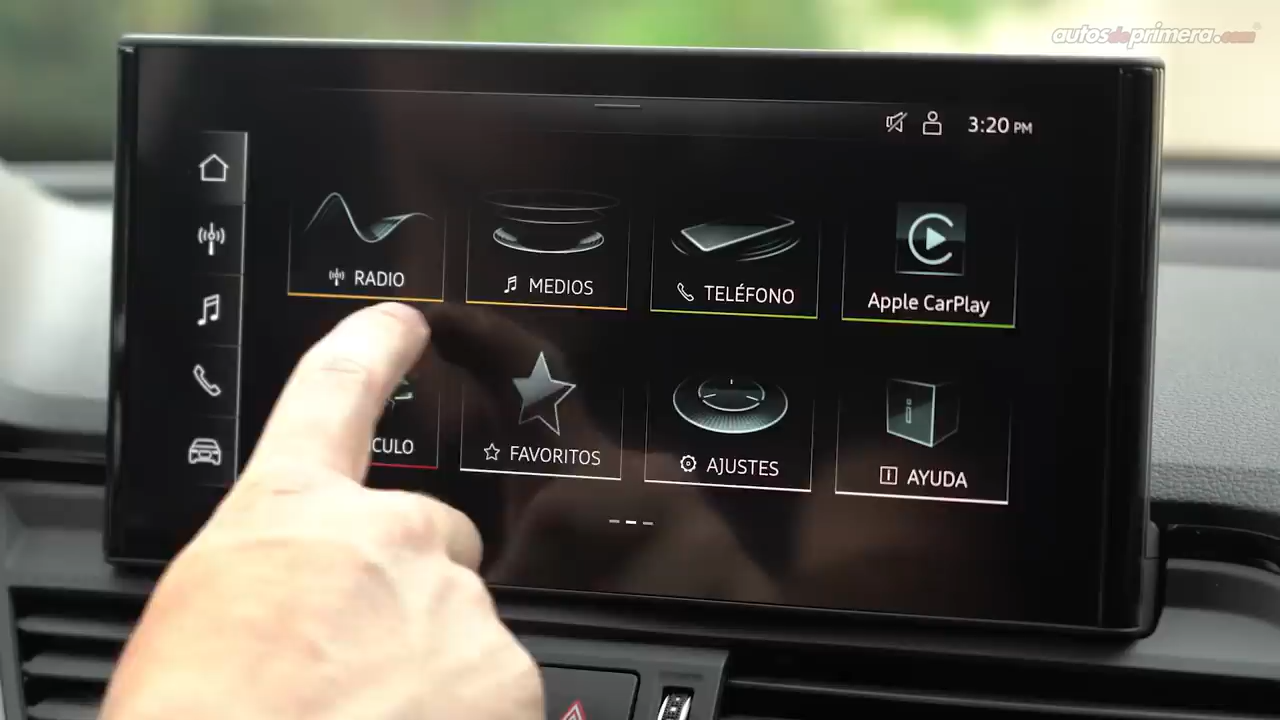 autosdeprimera.com
3:20 PM
RADIO
MEDIOS
TELÉFONO
Apple CarPlay
CULO
FAVORITOS
AJUSTES
AYUDA